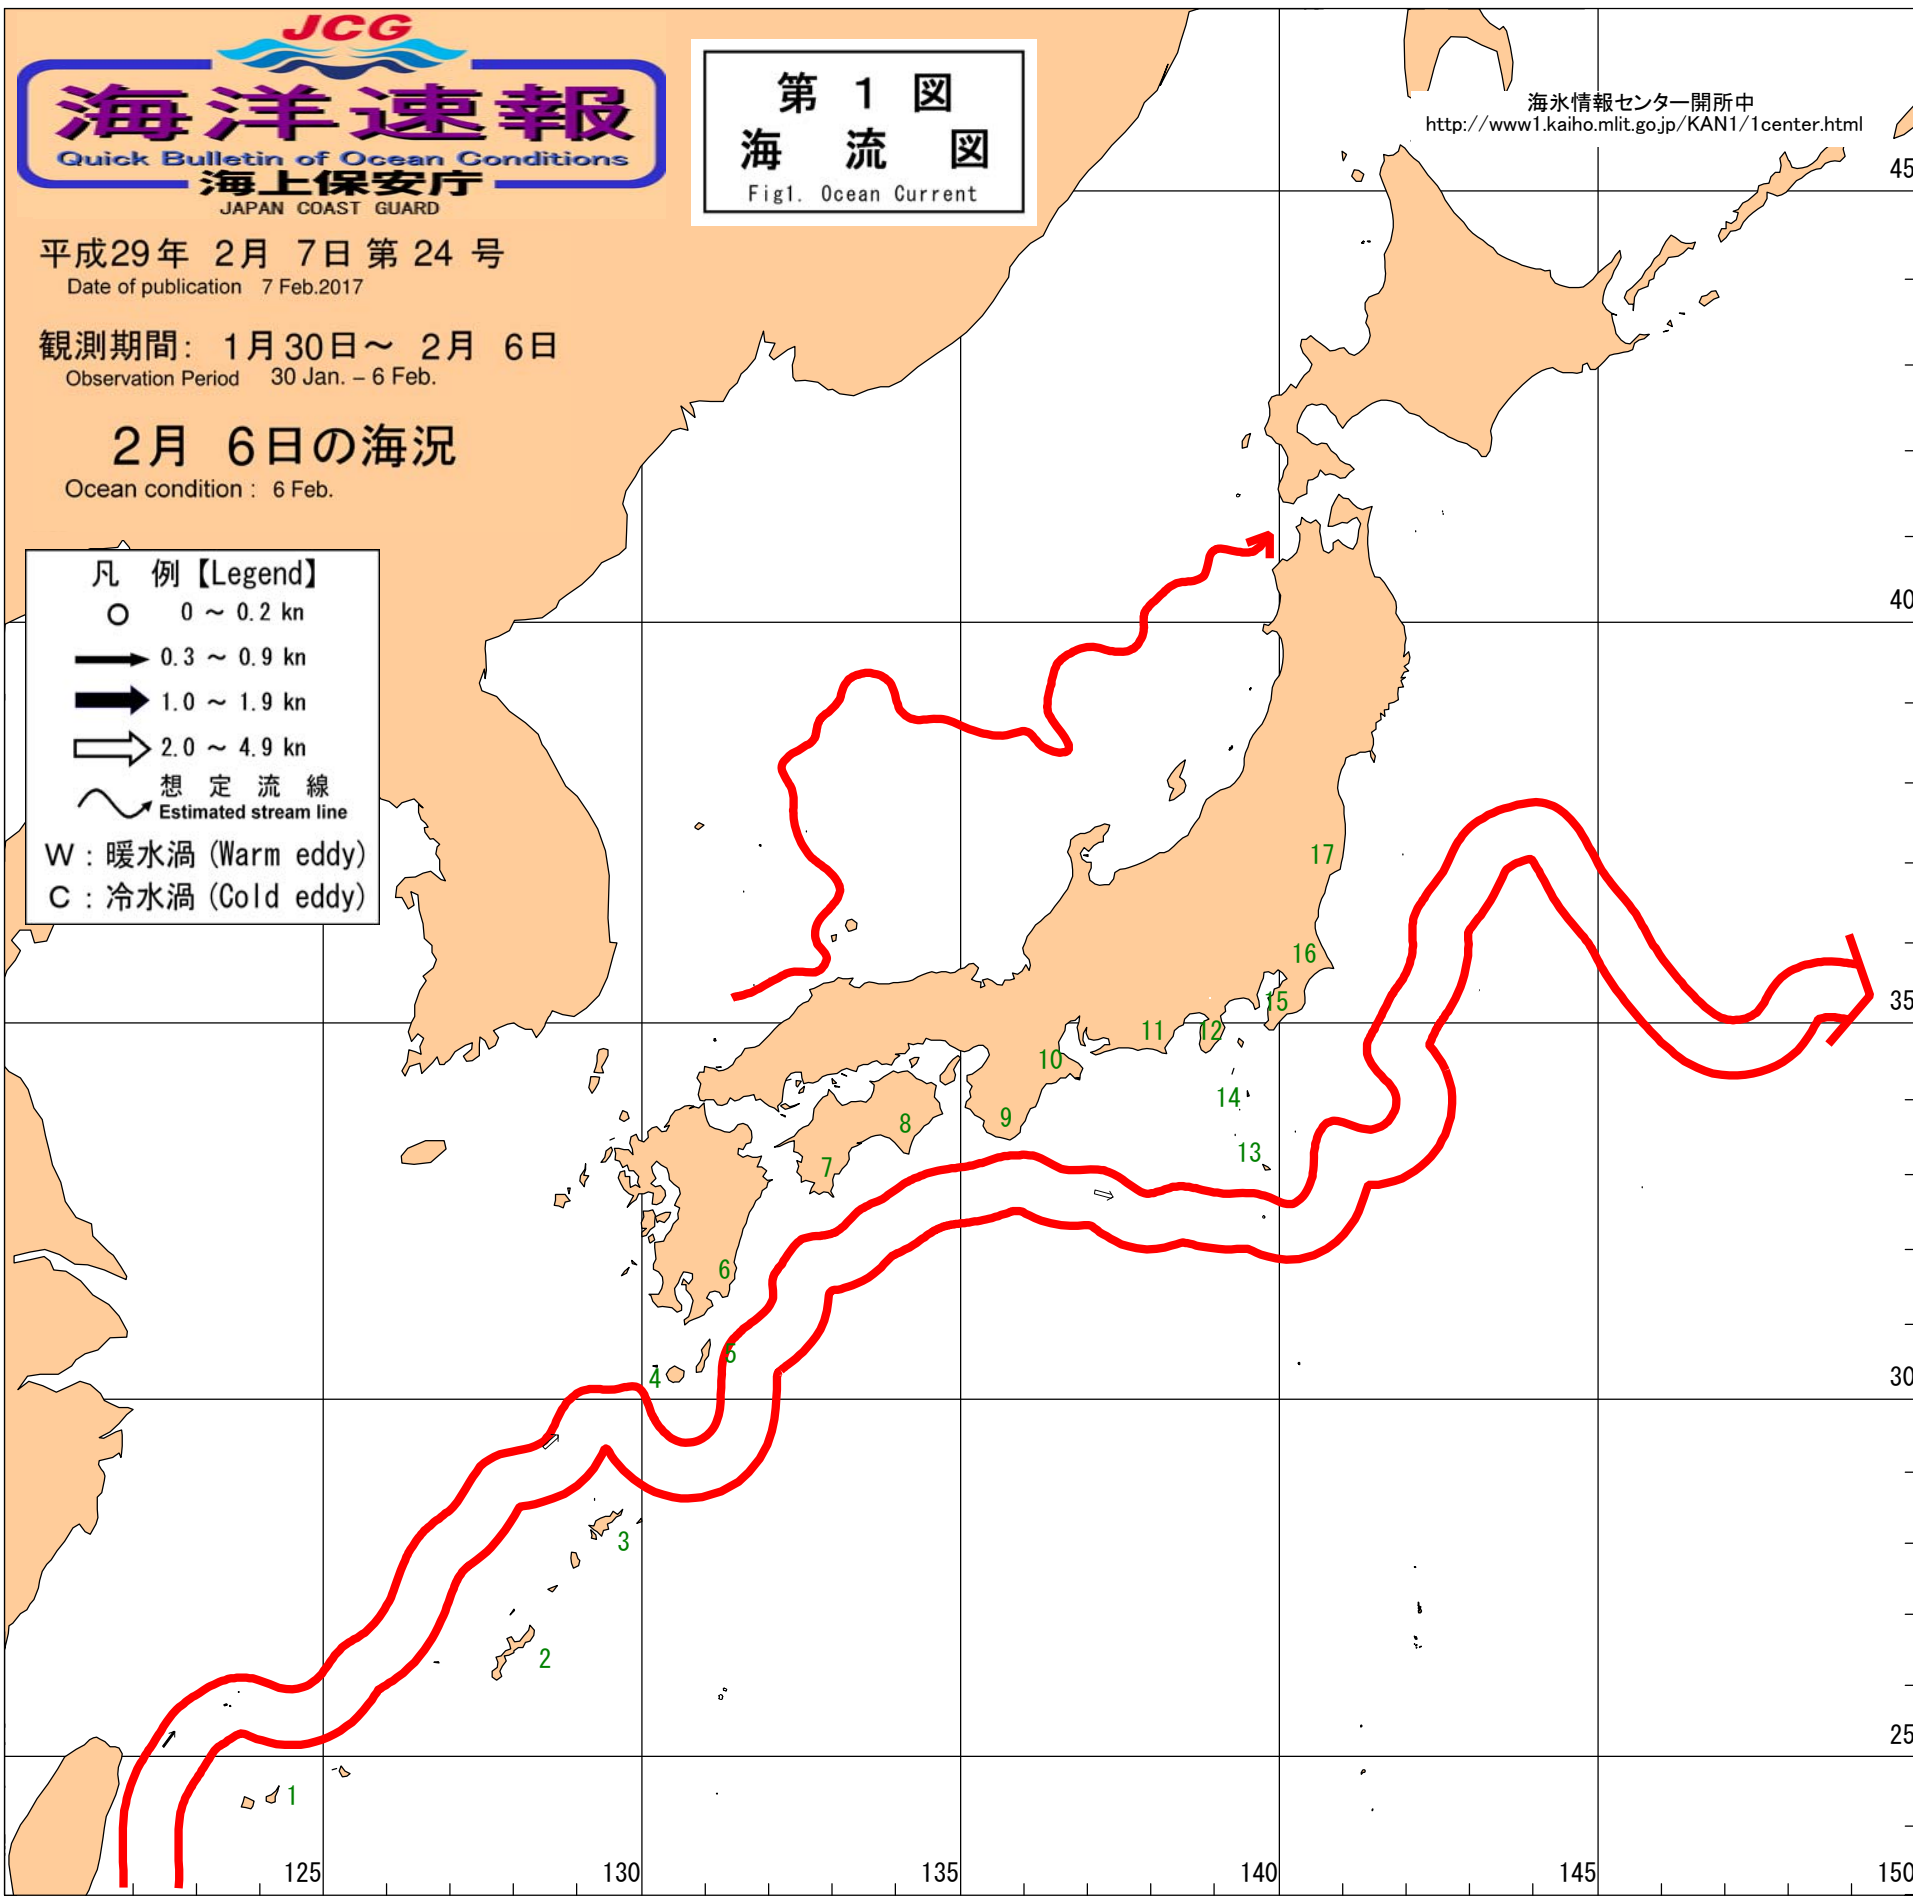 JCG
海洋速報
Quick Bulletin of Ocean Conditions
海上保安庁
JAPAN COAST GUARD
第 1 図
海 流 図
Fig1. Ocean Current
海氷情報センター開所中
http://www1.kaiho.mlit.go.jp/KAN1/1center.html
平成29年 2月 7日 第 24 号
Date of publication 7 Feb.2017
観測期間: 1月30日～ 2月 6日
Observation Period 30 Jan. – 6 Feb.
2月 6日の海況
Ocean condition : 6 Feb.
凡 例【Legend】
0 ～ 0.2 kn
0.3 ～ 0.9 kn
1.0 ～ 1.9 kn
2.0 ～ 4.9 kn
想 定 流 線
Estimated stream line
W : 暖水渦 (Warm eddy)
C : 冷水渦 (Cold eddy)
45
40
35
30
25
17
16
15
12
11
10
14
13
9
8
7
6
5
4
3
2
1
125
130
135
140
145
150